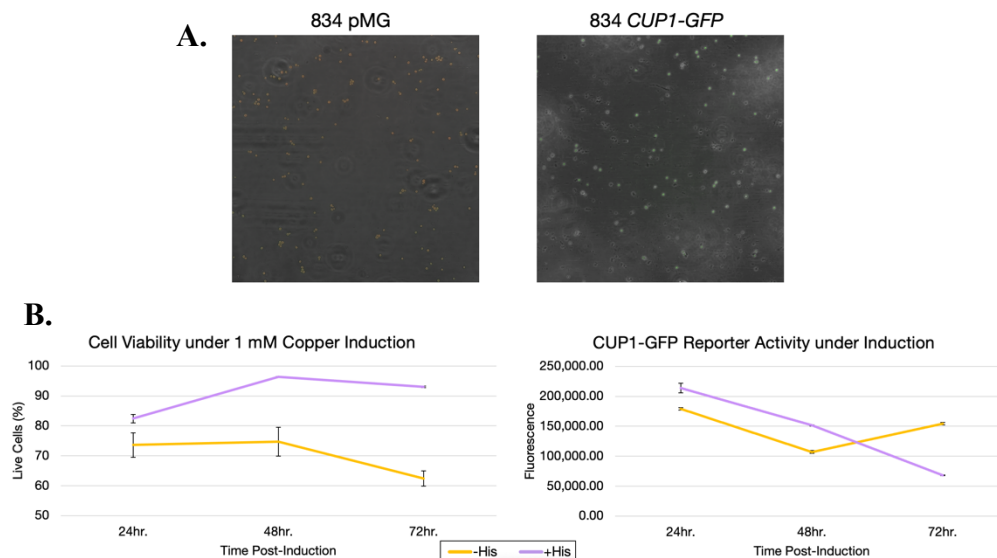 A.
834 pMG
834 CUP1-GFP
B.
Cell Viability under 1 mM Copper Induction
100
90
80
70
60
50
Live Cells (%)
24hr.
48hr.
72hr.
Time Post-Induction
CUP1-GFP Reporter Activity under Induction
250,000.00
200,000.00
150,000.00
100,000.00
50,000.00
0.00
Fluorescence
24hr.
48hr.
72hr.
Time Post-Induction
-His
+His